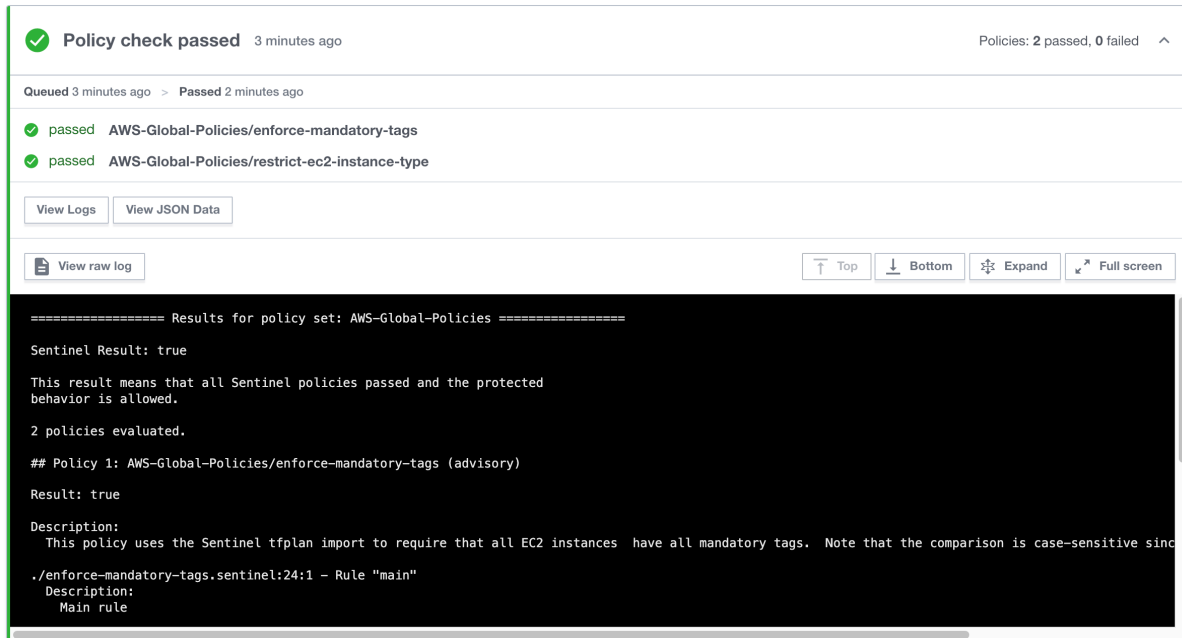 Policy check passed 3 minutes ago Policies: 2 passed, 0 failed
Queued 3 minutes ago > Passed 2 minutes ago
passed AWS-Global-Policies/enforce-mandatory-tags
passed AWS-Global-Policies/restrict-ec2-instance-type
View Logs View JSON Data
View raw log Top Bottom Expand Full screen
================== Results for policy set: AWS-Global-Policies =================
Sentinel Result: true
This result means that all Sentinel policies passed and the protected
behavior is allowed.
2 policies evaluated.
## Policy 1: AWS-Global-Policies/enforce-mandatory-tags (advisory)
Result: true
Description:
This policy uses the Sentinel tfplan import to require that all EC2 instances  have all mandatory tags.  Note that the comparison is case-sensitive sinc
./enforce-mandatory-tags.sentinel:24:1 – Rule "main"
Description:
Main rule